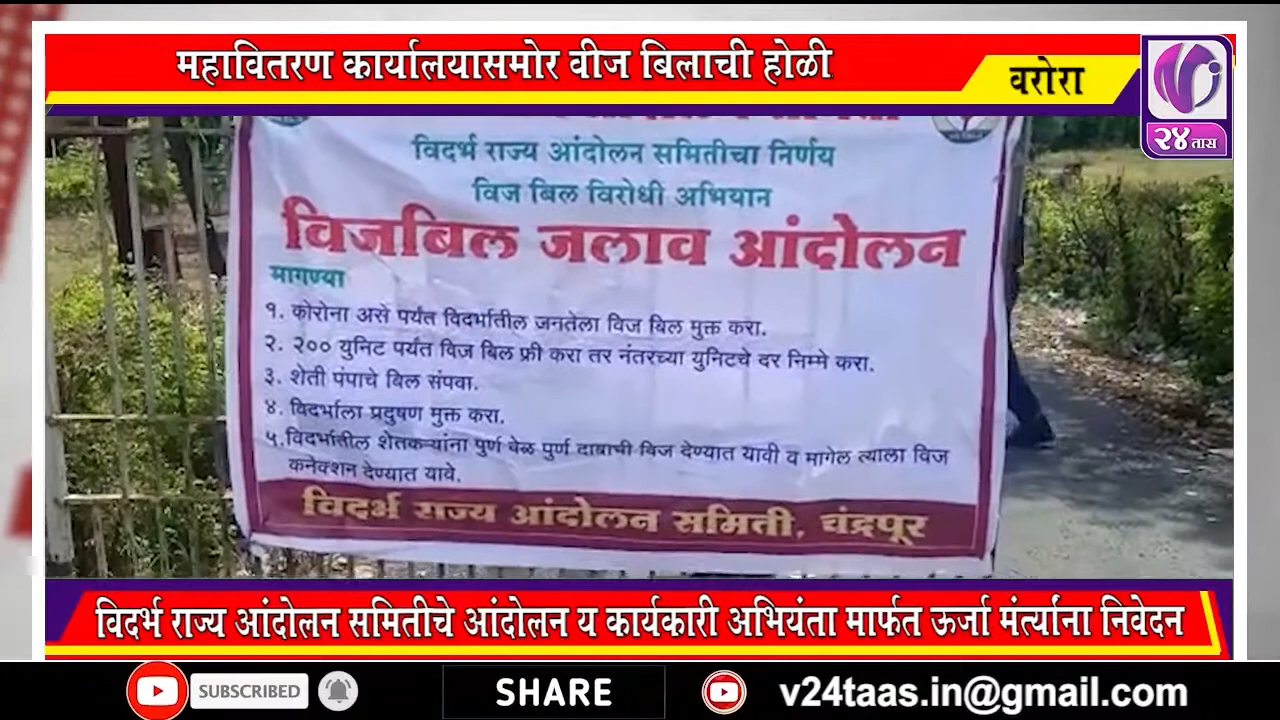 महावितरण कार्यालयासमोर वीज बिलाची होळी
वरोरा
२४ तास
विदर्भ राज्य आंदोलन समितीचा निर्णय
विज बिल विरोधी अभियान
विजबिल जलाव आंदोलन
मागण्या
१. कोरोना असे पर्यंत विदर्भातील जनतेला विज बिल मुक्त करा.
२. २०० युनिट पर्यंत विज बिल फ्री करा तर नंतरच्या युनिटचे दर निम्मे करा.
३. शेती पंपाचे बिल संपवा.
४. विदर्भाला प्रदुषण मुक्त करा.
५. विदर्भातील शेतकऱ्यांना पुर्ण वेळ पुर्ण दाबाची विज देण्यात यावी व मागेल त्याला विज
कनेक्शन देण्यात यावे.
विदर्भ राज्य आंदोलन समिती, चंद्रपूर
विदर्भ राज्य आंदोलन समितीचे आंदोलन य कार्यकारी अभियंता मार्फत ऊर्जा मंर्त्यांना निवेदन
SUBSCRIBED
SHARE
v24taas.in@gmail.com